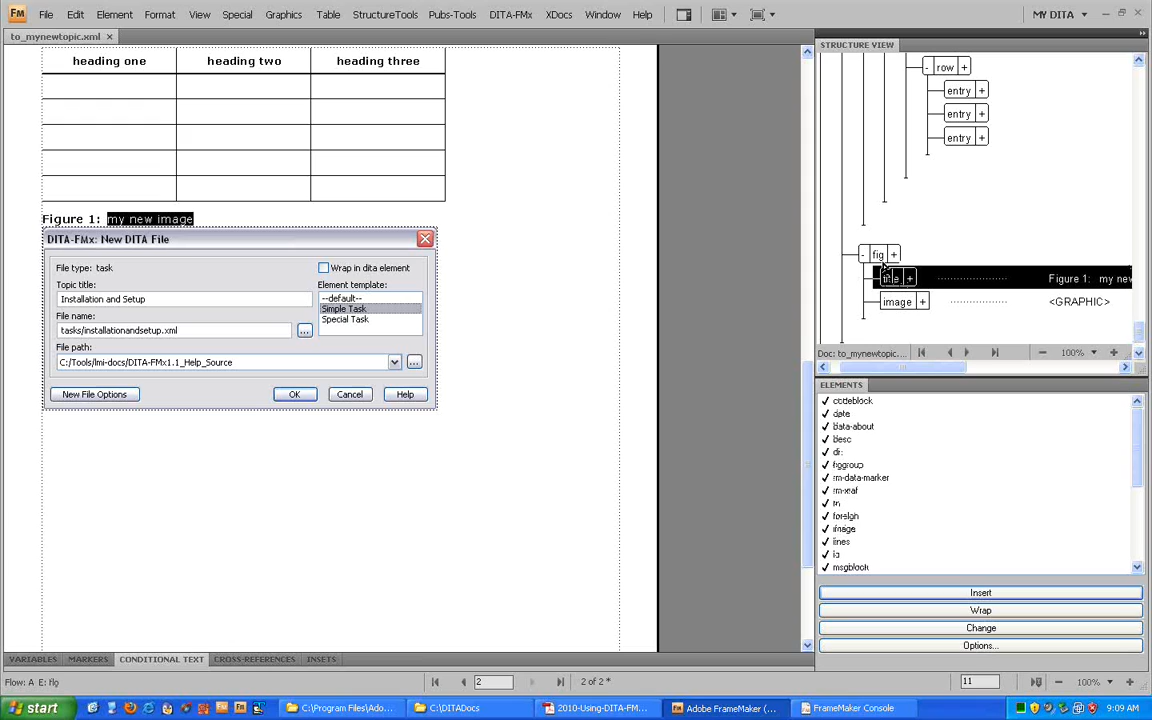 Fm File Edit Element Format View Special Graphics Table StructureTools Pubs-Tools DITA-FMx XDocs Window Help MY DITA
to_mynewtopic.xml
heading one heading two heading three
Figure 1: my new image
DITA-FMx: New DITA File
File type: task
Wrap in dita element
Topic title:
Element template:
Installation and Setup
--default--
Simple Task
Special Task
File name:
tasks/installationandsetup.xml
...
File path:
C:/Tools/lmi-docs/DITA-FMx1.1_Help_Source
...
New File Options OK Cancel Help
STRUCTURE VIEW
- row +
entry +
entry +
entry +
- fig +
title + Figure 1: my new
image + <GRAPHIC>
Doc: to_mynewtopic.... 100%
ELEMENTS
codeblock
data
data-about
desc
dl
figgroup
fm-data-marker
fm-xref
fn
foreign
image
lines
lq
msgblock
Insert
Wrap
Change
Options...
VARIABLES MARKERS CONDITIONAL TEXT CROSS-REFERENCES INSETS
Flow: A E: fig 2 2 of 2 * 11 100%
start C:\Program Files\Ado... C:\DITADocs 2010-Using-DITA-FM... Adobe FrameMaker (... FrameMaker Console 9:09 AM